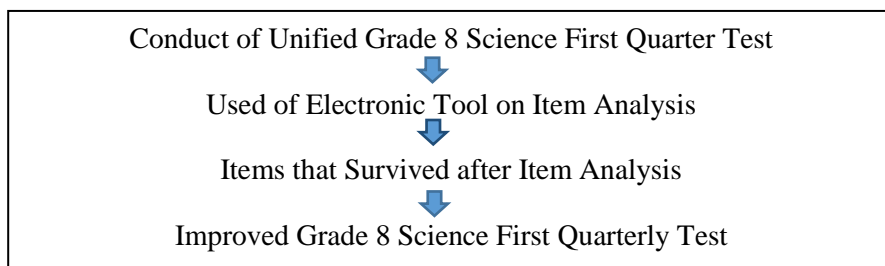 Conduct of Unified Grade 8 Science First Quarter Test
Used of Electronic Tool on Item Analysis
Items that Survived after Item Analysis
Improved Grade 8 Science First Quarterly Test